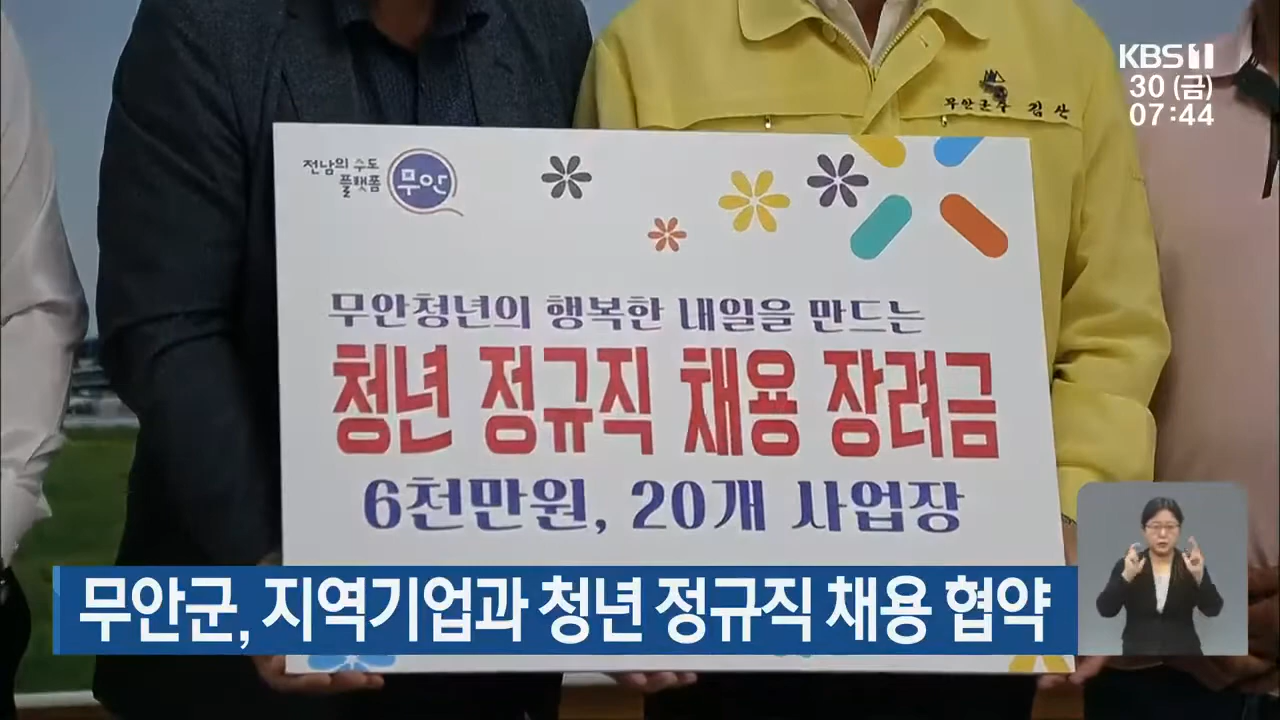 KBS 1
30 (금)
07:44
무안군수 김산
전남의 수도
플랫폼
무안
무안청년의 행복한 내일을 만드는
청년 정규직 채용 장려금
6천만원, 20개 사업장
무안군, 지역기업과 청년 정규직 채용 협약